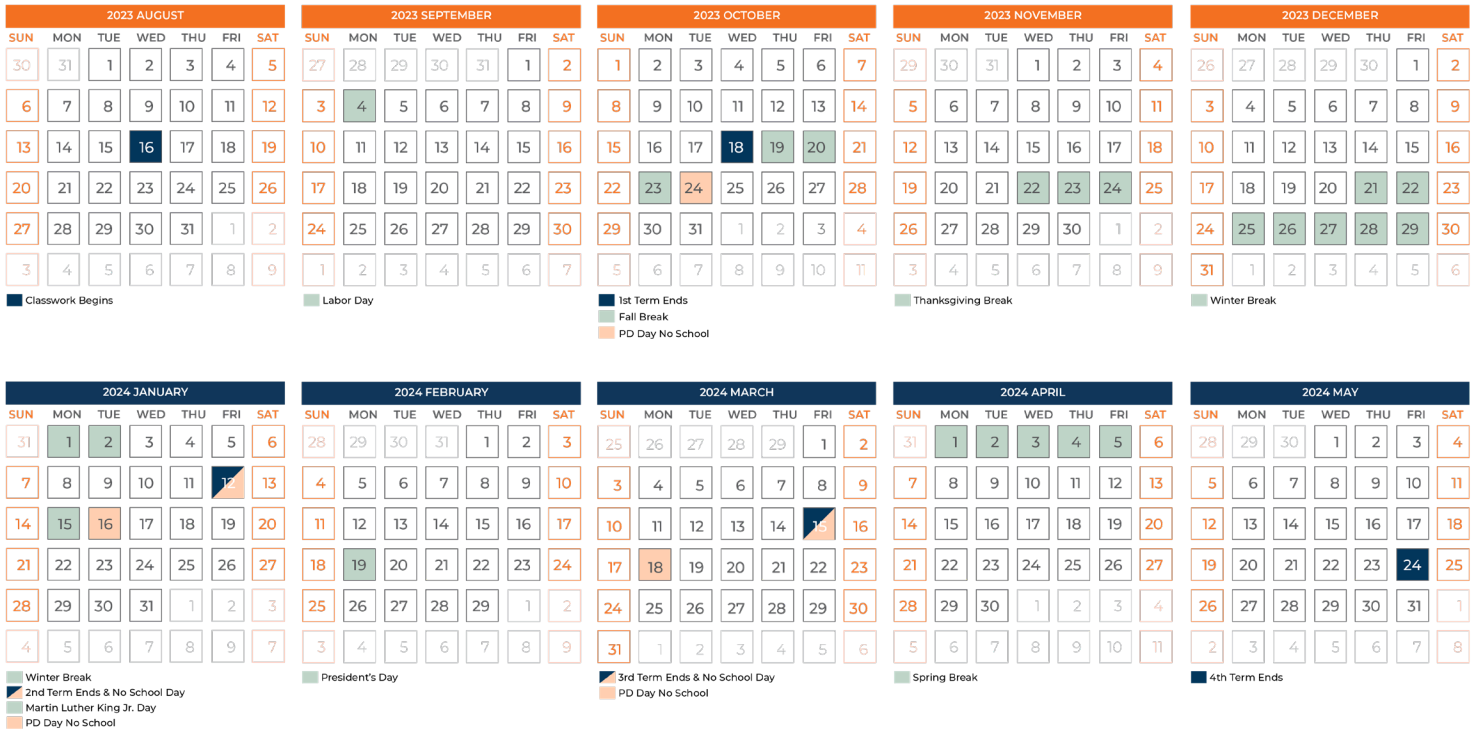 2023 AUGUST
SUN MON TUE WED THU FRI SAT
30 31 1 2 3 4 5
6 7 8 9 10 11 12
13 14 15 16 17 18 19
20 21 22 23 24 25 26
27 28 29 30 31 1 2
3 4 5 6 7 8 9
Classwork Begins
2023 SEPTEMBER
SUN MON TUE WED THU FRI SAT
27 28 29 30 31 1 2
3 4 5 6 7 8 9
10 11 12 13 14 15 16
17 18 19 20 21 22 23
24 25 26 27 28 29 30
1 2 3 4 5 6 7
Labor Day
2023 OCTOBER
SUN MON TUE WED THU FRI SAT
1 2 3 4 5 6 7
8 9 10 11 12 13 14
15 16 17 18 19 20 21
22 23 24 25 26 27 28
29 30 31 1 2 3 4
5 6 7 8 9 10 11
1st Term Ends
Fall Break
PD Day No School
2023 NOVEMBER
SUN MON TUE WED THU FRI SAT
29 30 31 1 2 3 4
5 6 7 8 9 10 11
12 13 14 15 16 17 18
19 20 21 22 23 24 25
26 27 28 29 30 1 2
3 4 5 6 7 8 9
Thanksgiving Break
2023 DECEMBER
SUN MON TUE WED THU FRI SAT
26 27 28 29 30 1 2
3 4 5 6 7 8 9
10 11 12 13 14 15 16
17 18 19 20 21 22 23
24 25 26 27 28 29 30
31 1 2 3 4 5 6
Winter Break
2024 JANUARY
SUN MON TUE WED THU FRI SAT
31 1 2 3 4 5 6
7 8 9 10 11 12 13
14 15 16 17 18 19 20
21 22 23 24 25 26 27
28 29 30 31 1 2 3
4 5 6 7 8 9 7
Winter Break
2nd Term Ends & No School Day
Martin Luther King Jr. Day
PD Day No School
2024 FEBRUARY
SUN MON TUE WED THU FRI SAT
28 29 30 31 1 2 3
4 5 6 7 8 9 10
11 12 13 14 15 16 17
18 19 20 21 22 23 24
25 26 27 28 29 1 2
3 4 5 6 7 8 9
President's Day
2024 MARCH
SUN MON TUE WED THU FRI SAT
25 26 27 28 29 1 2
3 4 5 6 7 8 9
10 11 12 13 14 15 16
17 18 19 20 21 22 23
24 25 26 27 28 29 30
31 1 2 3 4 5 6
3rd Term Ends & No School Day
PD Day No School
2024 APRIL
SUN MON TUE WED THU FRI SAT
31 1 2 3 4 5 6
7 8 9 10 11 12 13
14 15 16 17 18 19 20
21 22 23 24 25 26 27
28 29 30 1 2 3 4
5 6 7 8 9 10 11
Spring Break
2024 MAY
SUN MON TUE WED THU FRI SAT
28 29 30 1 2 3 4
5 6 7 8 9 10 11
12 13 14 15 16 17 18
19 20 21 22 23 24 25
26 27 28 29 30 31 1
2 3 4 5 6 7 8
4th Term Ends